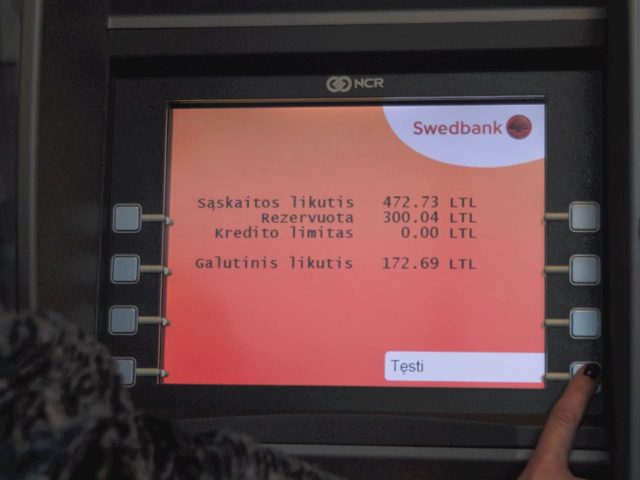 NCR
Swedbank
Sąskaitos likutis 472.73 LTL
Rezervuota 300.04 LTL
Kredito limitas 0.00 LTL
Galutinis likutis 172.69 LTL
Tęsti